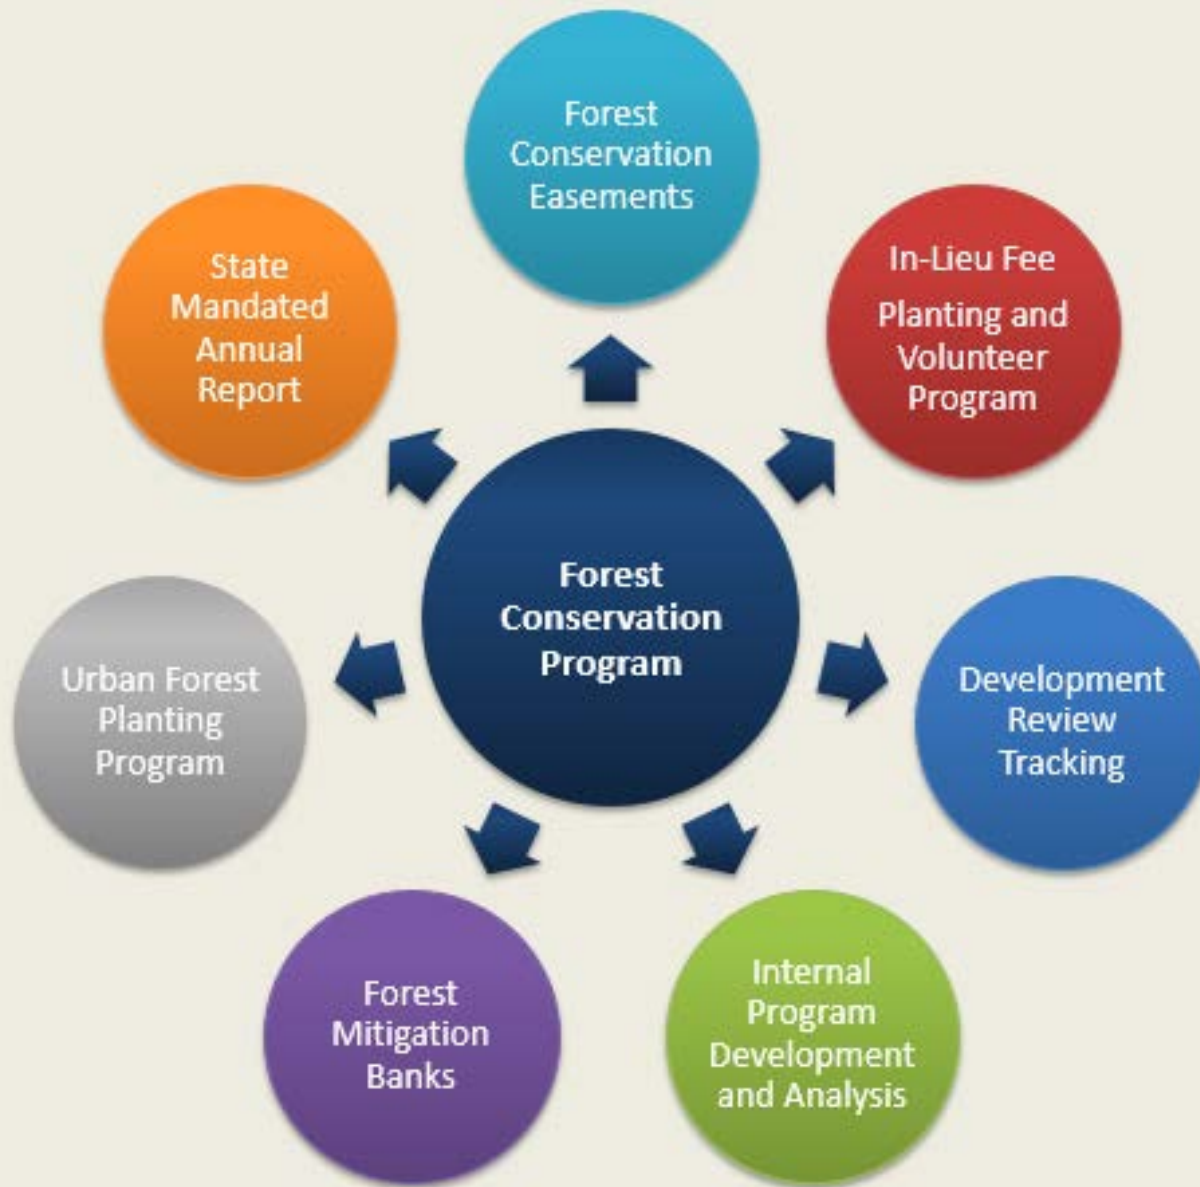 Forest
Conservation
Easements
In-Lieu Fee
Planting and
Volunteer
Program
Development
Review
Tracking
Internal
Program
Development
and Analysis
Forest
Mitigation
Banks
Urban Forest
Planting
Program
State
Mandated
Annual
Report
Forest
Conservation
Program